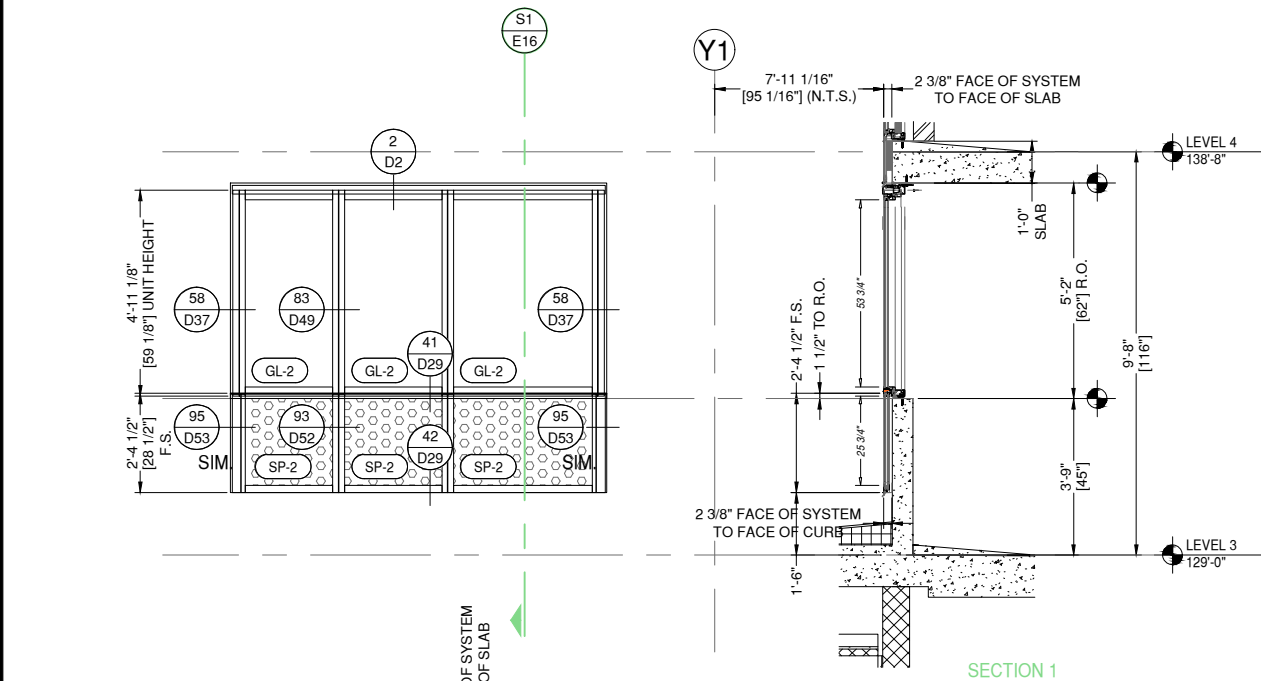 S1
E16
Y1
7'-11 1/16"
[95 1/16"] (N.T.S.)
2 3/8" FACE OF SYSTEM
TO FACE OF SLAB
2
D2
LEVEL 4
138'-8"
4'-11 1/8"
[59 1/8"] UNIT HEIGHT
58
D37
83
D49
58
D37
41
D29
GL-2
GL-2
GL-2
2'-4 1/2"
[28 1/2"]
F.S.
95
D53
93
D52
42
D29
95
D53
SIM.
SIM.
SP-2
SP-2
SP-2
2'-4 1/2" F.S.
1 1/2" TO R.O.
53 3/4"
25 3/4"
1'-0"
SLAB
5'-2"
[62"] R.O.
9'-8"
[116"]
3'-9"
[45"]
2 3/8" FACE OF SYSTEM
TO FACE OF CURB
1'-6"
LEVEL 3
129'-0"
OF SYSTEM
OF SLAB
SECTION 1